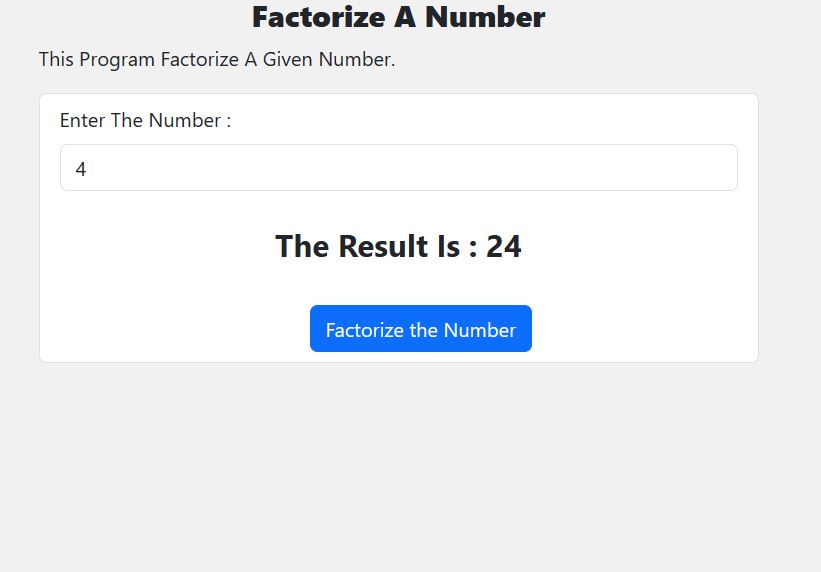 Factorize A Number
This Program Factorize A Given Number.
Enter The Number :
4
The Result Is : 24
Factorize the Number